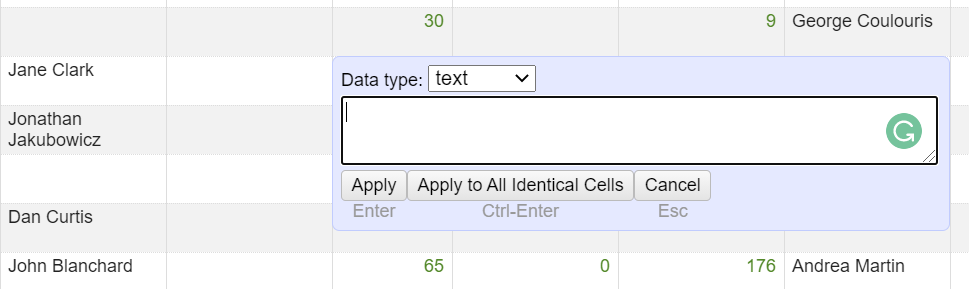 30 9 George Coulouris
Jane Clark
Data type: text
Jonathan
Jakubowicz
Apply Apply to All Identical Cells Cancel
Enter Ctrl-Enter Esc
Dan Curtis
John Blanchard 65 0 176 Andrea Martin